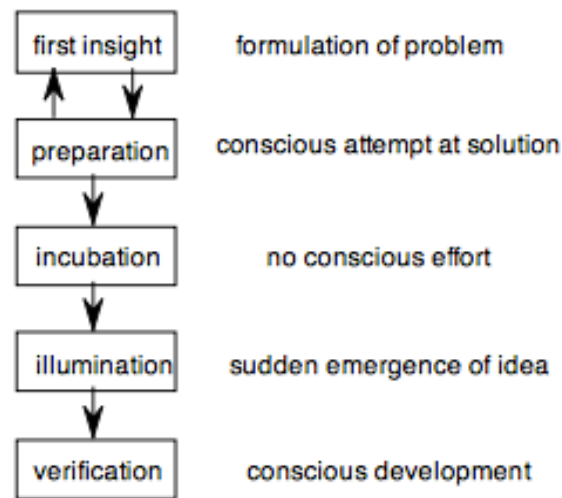 first insight formulation of problem
preparation conscious attempt at solution
incubation no conscious effort
illumination sudden emergence of idea
verification conscious development